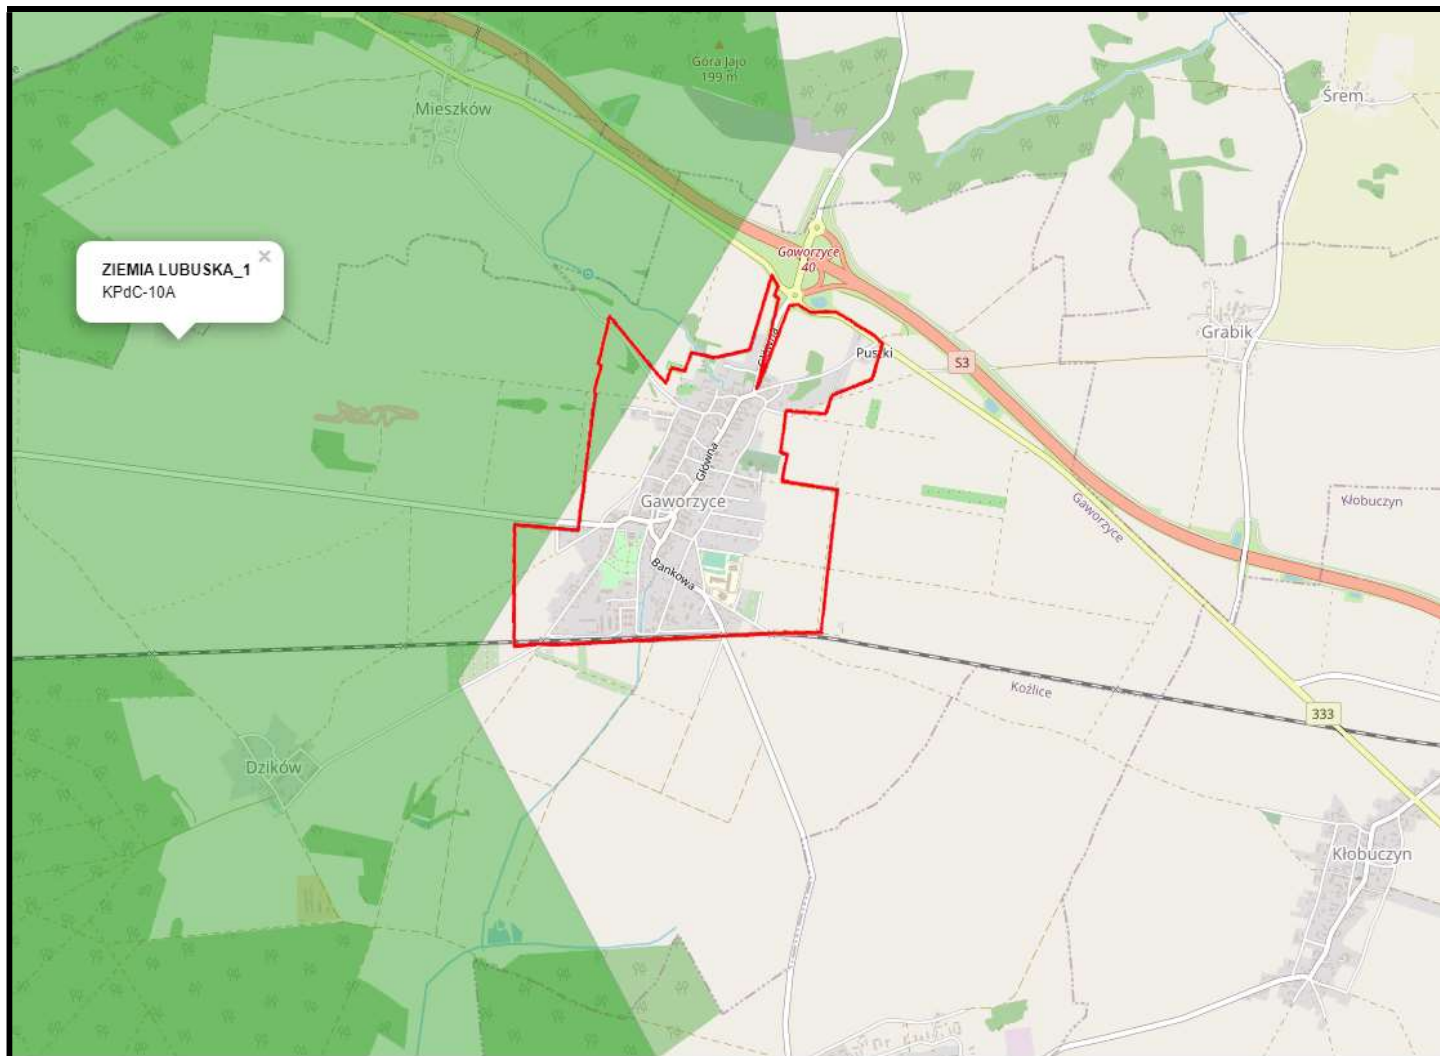 Góra Jajo
199 m
Mieszków
Śrem
ZIEMIA LUBUSKA_1
×
KPdC-10A
Gaworzyce
40
Grabik
Główna
Pustki
S3
Główna
Gaworzyce
Gaworzyce
Kłobuczyn
Bankowa
Koźlice
333
Dzików
Kłobuczyn